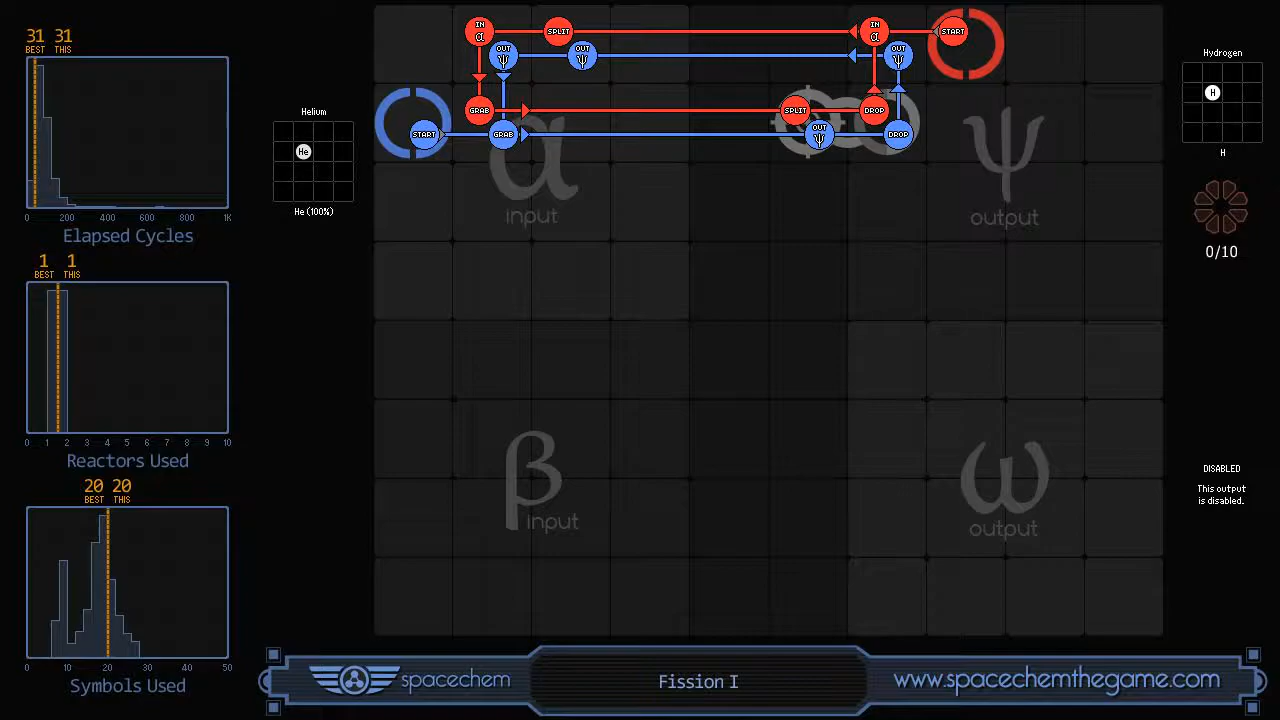 31 31
BEST THIS
0 200 400 600 800 1K
Elapsed Cycles
1 1
BEST THIS
0 1 2 3 4 5 6 7 8 9 10
Reactors Used
20 20
BEST THIS
0 10 20 30 40 50
Symbols Used
Helium
He
He (100%)
IN α
SPLIT
IN α
START
OUT Ψ
OUT Ψ
OUT Ψ
GRAB
SPLIT
DROP
START
GRAB
OUT Ψ
DROP
α
input
ψ
output
β
input
ω
output
Hydrogen
H
H
0/10
DISABLED
This output
is disabled.
spacechem
Fission I
www.spacechemthegame.com